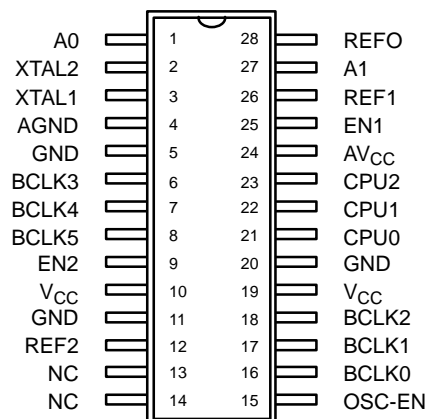 A0 1 28 REFO
XTAL2 2 27 A1
XTAL1 3 26 REF1
AGND 4 25 EN1
GND 5 24 AVCC
BCLK3 6 23 CPU2
BCLK4 7 22 CPU1
BCLK5 8 21 CPU0
EN2 9 20 GND
VCC 10 19 VCC
GND 11 18 BCLK2
REF2 12 17 BCLK1
NC 13 16 BCLK0
NC 14 15 OSC-EN